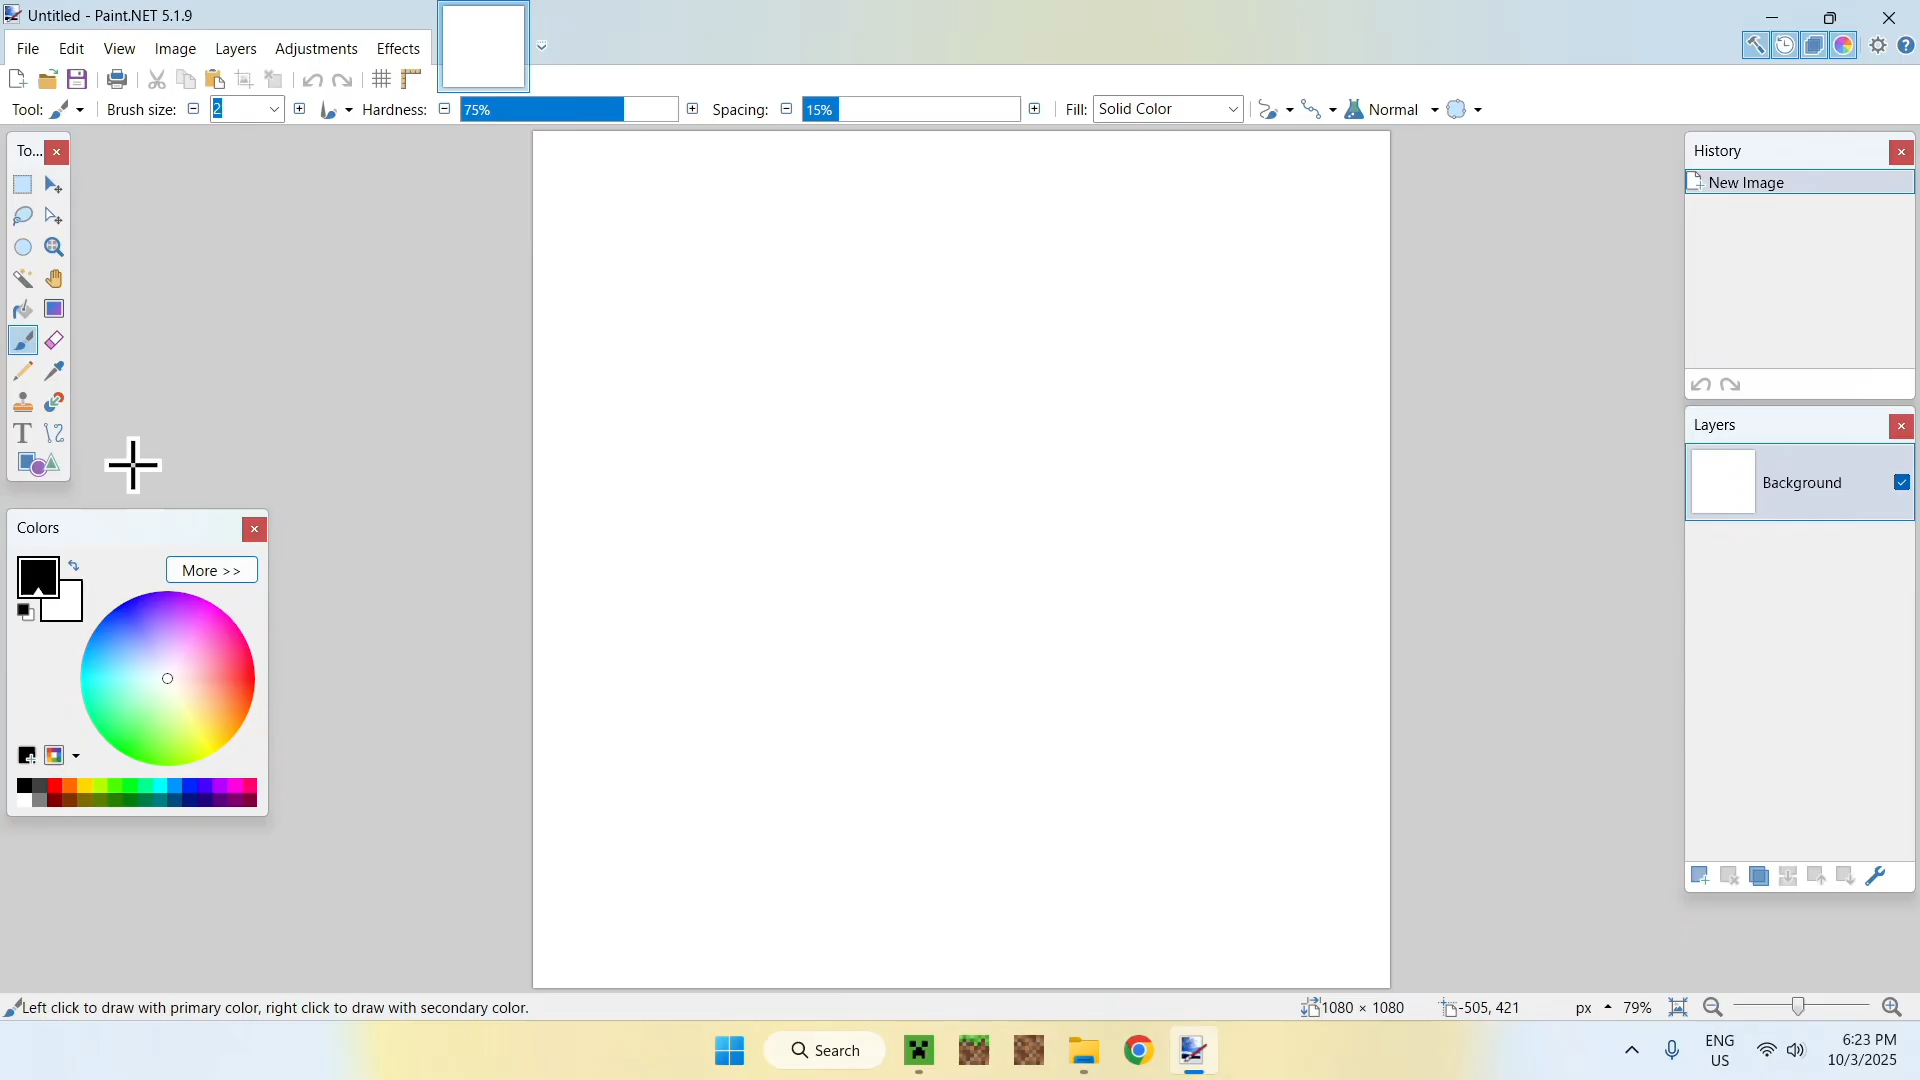 Untitled - Paint.NET 5.1.9
File Edit View Image Layers Adjustments Effects
Tool: Brush size: 2 Hardness: 75% Spacing: 15% Fill: Solid Color Normal
To...
History
New Image
Layers
Background
Colors
More >>
Left click to draw with primary color, right click to draw with secondary color.
1080 × 1080
-505, 421
px
79%
Search
ENG
US
6:23 PM
10/3/2025